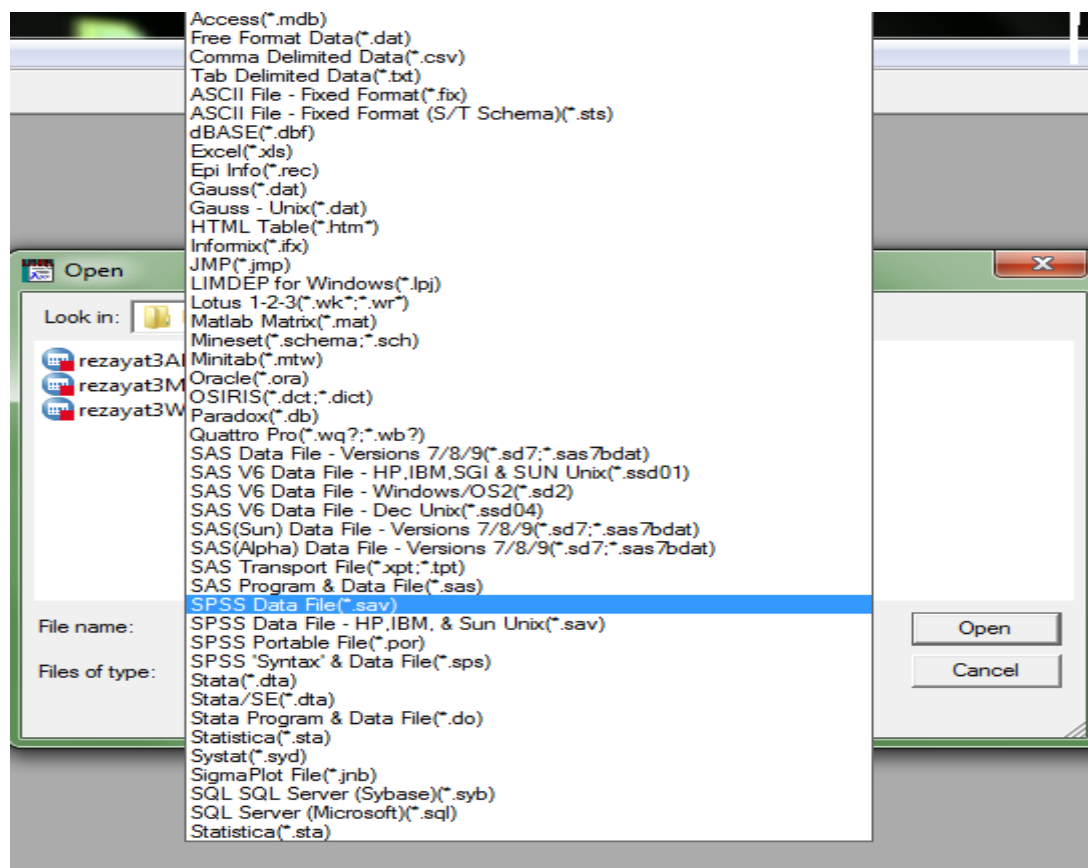 Access(*.mdb)
Free Format Data(*.dat)
Comma Delimited Data(*.csv)
Tab Delimited Data(*.txt)
ASCII File - Fixed Format(*.fix)
ASCII File - Fixed Format (S/T Schema)(*.sts)
dBASE(*.dbf)
Excel(*.xls)
Epi Info(*.rec)
Gauss(*.dat)
Gauss - Unix(*.dat)
HTML Table(*.htm*)
Informix(*.ifx)
JMP(*.jmp)
LIMDEP for Windows(*.lpj)
Lotus 1-2-3(*.wk*;*.wr*)
Matlab Matrix(*.mat)
Mineset(*.schema;*.sch)
Minitab(*.mtw)
Oracle(*.ora)
OSIRIS(*.dct;*.dict)
Paradox(*.db)
Quattro Pro(*.wq?;*.wb?)
SAS Data File - Versions 7/8/9(*.sd7;*.sas7bdat)
SAS V6 Data File - HP,IBM,SGI & SUN Unix(*.ssd01)
SAS V6 Data File - Windows/OS2(*.sd2)
SAS V6 Data File - Dec Unix(*.ssd04)
SAS(Sun) Data File - Versions 7/8/9(*.sd7;*.sas7bdat)
SAS(Alpha) Data File - Versions 7/8/9(*.sd7;*.sas7bdat)
SAS Transport File(*.xpt;*.tpt)
SAS Program & Data File(*.sas)
SPSS Data File(*.sav)
SPSS Data File - HP,IBM, & Sun Unix(*.sav)
SPSS Portable File(*.por)
SPSS "Syntax" & Data File(*.sps)
Stata(*.dta)
Stata/SE(*.dta)
Stata Program & Data File(*.do)
Statistica(*.sta)
Systat(*.syd)
SigmaPlot File(*.jnb)
SQL SQL Server (Sybase)(*.syb)
SQL Server (Microsoft)(*.sql)
Statistica(*.sta)
Open
Look in:
rezayat3
rezayat3M
rezayat3W
File name:
Files of type:
Open
Cancel